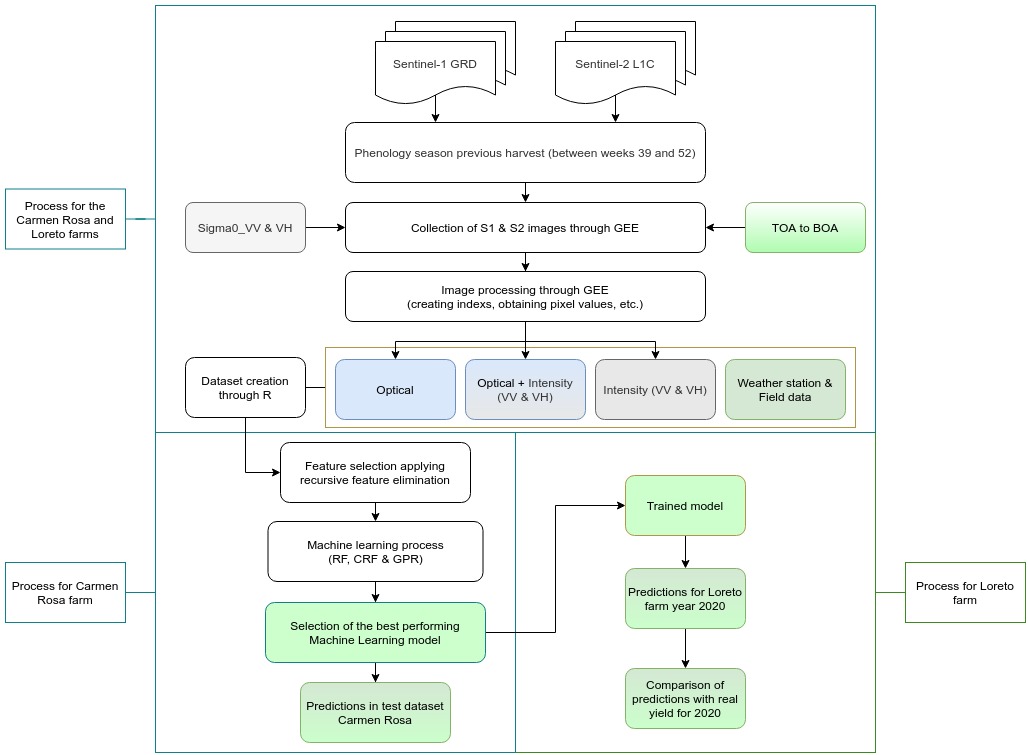 Sentinel-1 GRD
Sentinel-2 L1C
Phenology season previous harvest (between weeks 39 and 52)
Process for the
Carmen Rosa and
Loreto farms
Sigma0_VV & VH
Collection of S1 & S2 images through GEE
TOA to BOA
Image processing through GEE
(creating indexs, obtaining pixel values, etc.)
Dataset creation
through R
Optical
Optical + Intensity
(VV & VH)
Intensity (VV & VH)
Weather station &
Field data
Feature selection applying
recursive feature elimination
Machine learning process
(RF, CRF & GPR)
Process for Carmen
Rosa farm
Selection of the best performing
Machine Learning model
Predictions in test dataset
Carmen Rosa
Trained model
Predictions for Loreto
farm year 2020
Comparison of
predictions with real
yield for 2020
Process for Loreto
farm